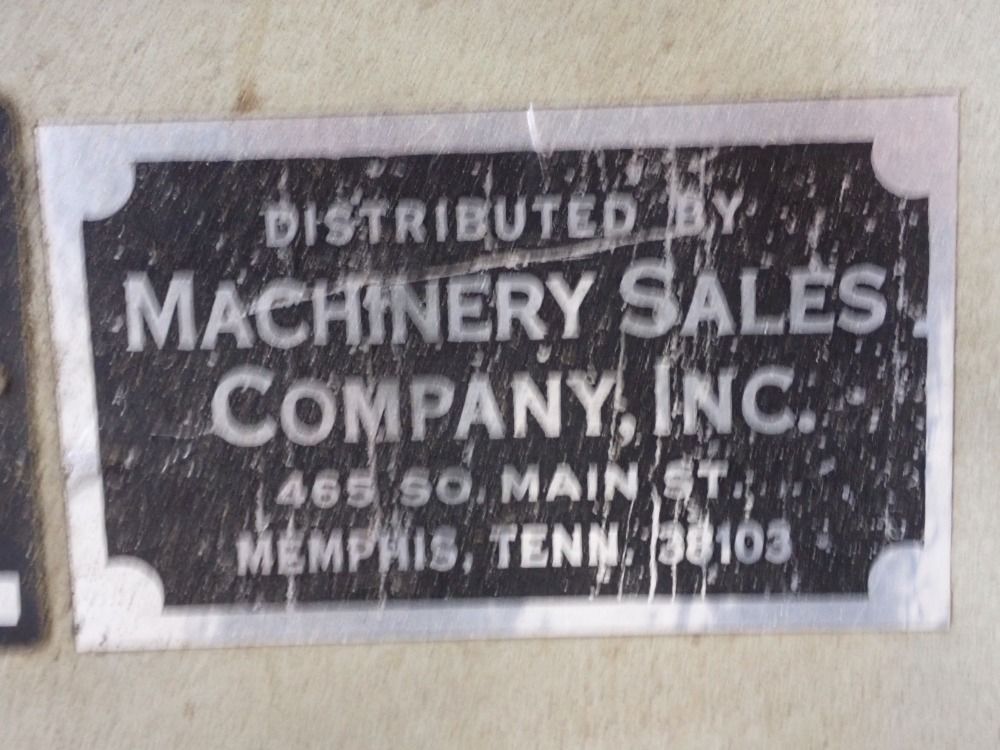 DISTRIBUTED BY
MACHINERY SALES
COMPANY, INC.
465 SO. MAIN ST.
MEMPHIS, TENN. 38103